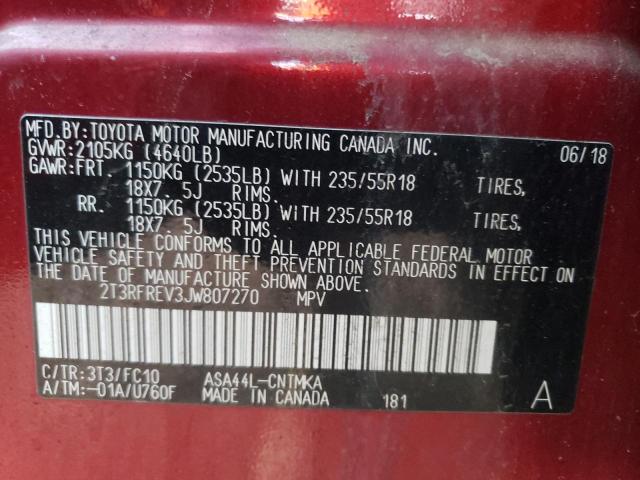 MFD.BY:TOYOTA MOTOR MANUFACTURING CANADA INC.
GVWR:2105KG (4640LB) 06/18
GAWR:FRT. 1150KG (2535LB) WITH 235/55R18 TIRES,
18X7. 5J RIMS.
RR. 1150KG (2535LB) WITH 235/55R18 TIRES,
18X7. 5J RIMS.
THIS VEHICLE CONFORMS TO ALL APPLICABLE FEDERAL MOTOR
VEHICLE SAFETY AND THEFT PREVENTION STANDARDS IN EFFECT ON
THE DATE OF MANUFACTURE SHOWN ABOVE.
2T3RFREV3JW807270 MPV
C/TR:3T3/FC10 ASA44L-CNTMKA
A/TM:-01A/U760F MADE IN CANADA 181 A